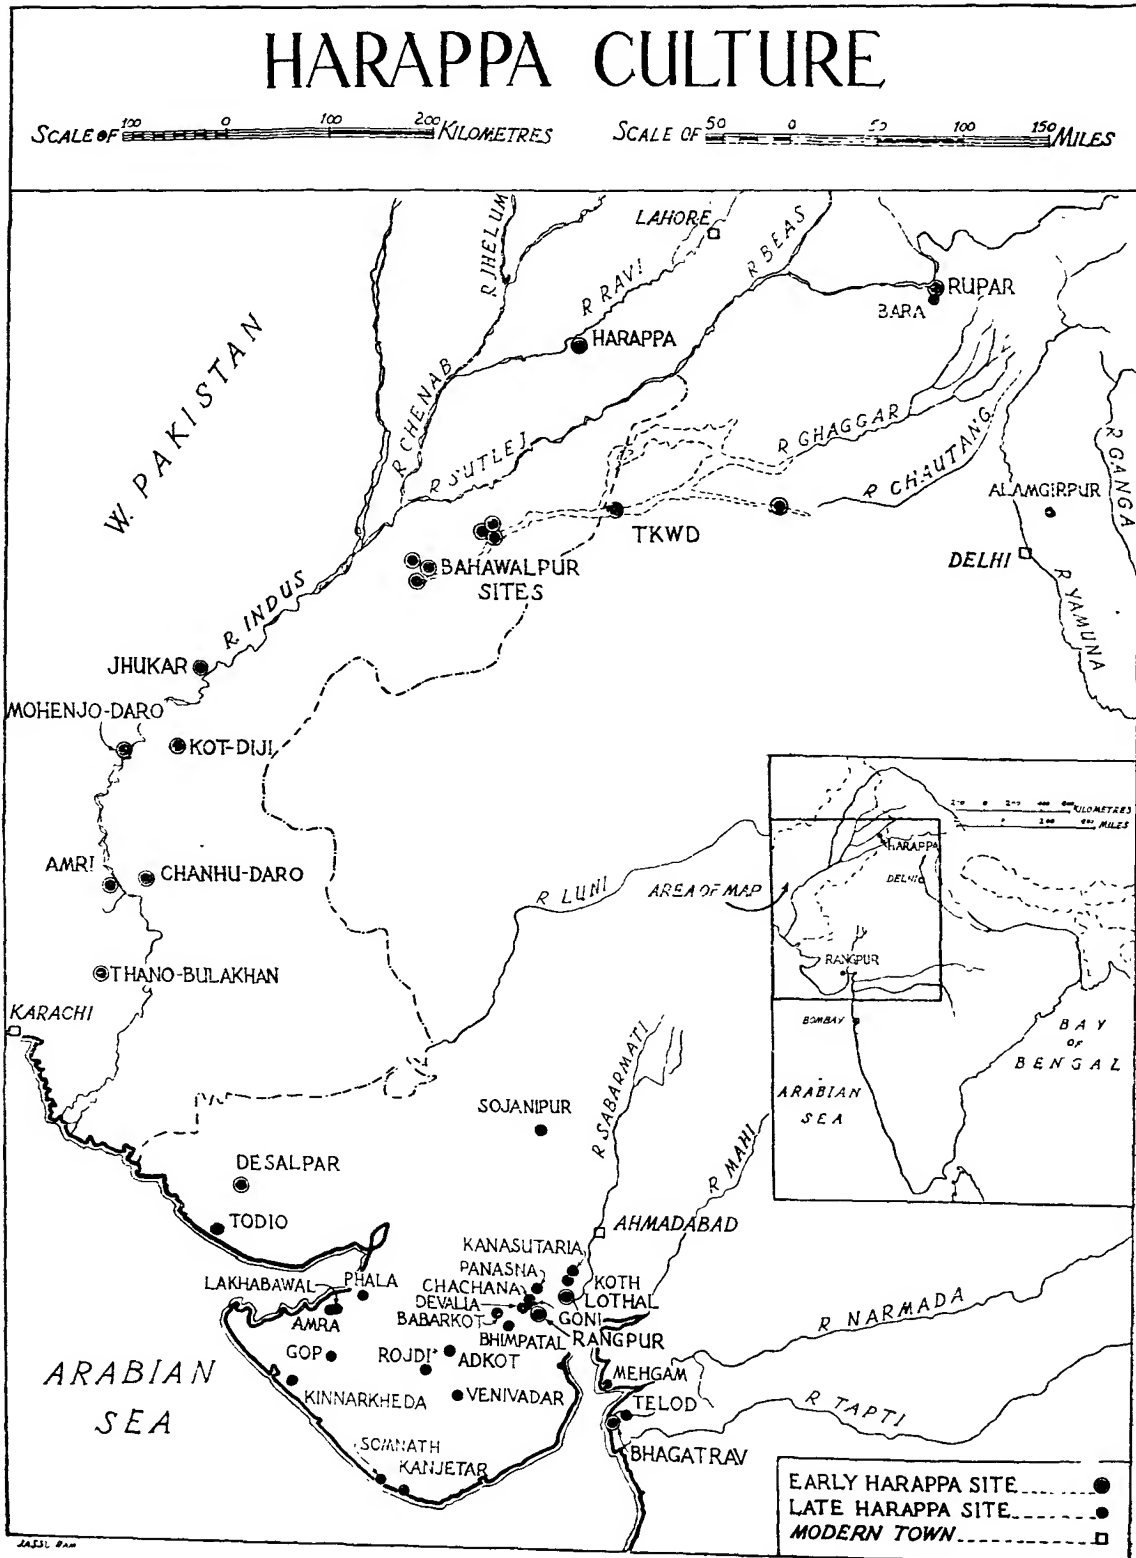 HARAPPA CULTURE
SCALE OF 100 0 100 200 KILOMETRES
SCALE OF 50 0 50 100 150 MILES
W. PAKISTAN
R JHELUM
LAHORE
R RAVI
R BEAS
RUPAR
BARA
HARAPPA
R CHENAB
R SUTLEJ
R GHAGGAR
R CHAUTANG
R GANGA
ALAMGIRPUR
TKWD
DELHI
BAHAWALPUR
SITES
R YAMUNA
R. INDUS
JHUKAR
MOHENJO-DARO
KOT-DIJI
AMRI
CHANHU-DARO
R LUNI
THANO-BULAKHAN
KARACHI
AREA OF MAP
KILOMETRES
MILES
HARAPPA
DELHI
RANGPUR
BOMBAY
BAY
OF
BENGAL
ARABIAN
SEA
SOJANIPUR
R SABARMATI
R MAHI
DESALPAR
TODIO
AHMADABAD
KANASUTARIA
PANASNA
KOTH
LAKHABAWAL
PHALA
CHACHANA
LOTHAL
DEVALIA
GONI
AMRA
BABARKOT
BHIMPATAL
RANGPUR
R NARMADA
GOP
ROJDI
ADKOT
MEHGAM
KINNARKHEDA
VENIVADAR
TELOD
R TAPTI
BHAGATRAV
ARABIAN
SEA
SOMNATH
KANJETAR
EARLY HARAPPA SITE
LATE HARAPPA SITE
MODERN TOWN